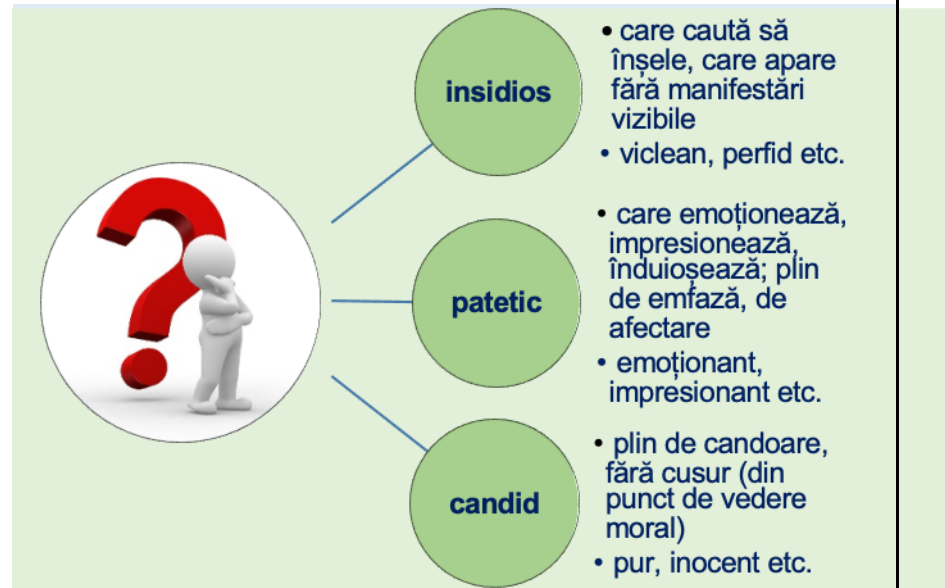 insidios
• care caută să
înșele, care apare
fără manifestări
vizibile
• viclean, perfid etc.
patetic
• care emoționează,
impresionează,
înduioșează; plin
de emfază, de
afectare
• emoționant,
impresionant etc.
candid
• plin de candoare,
fără cusur (din
punct de vedere
moral)
• pur, inocent etc.